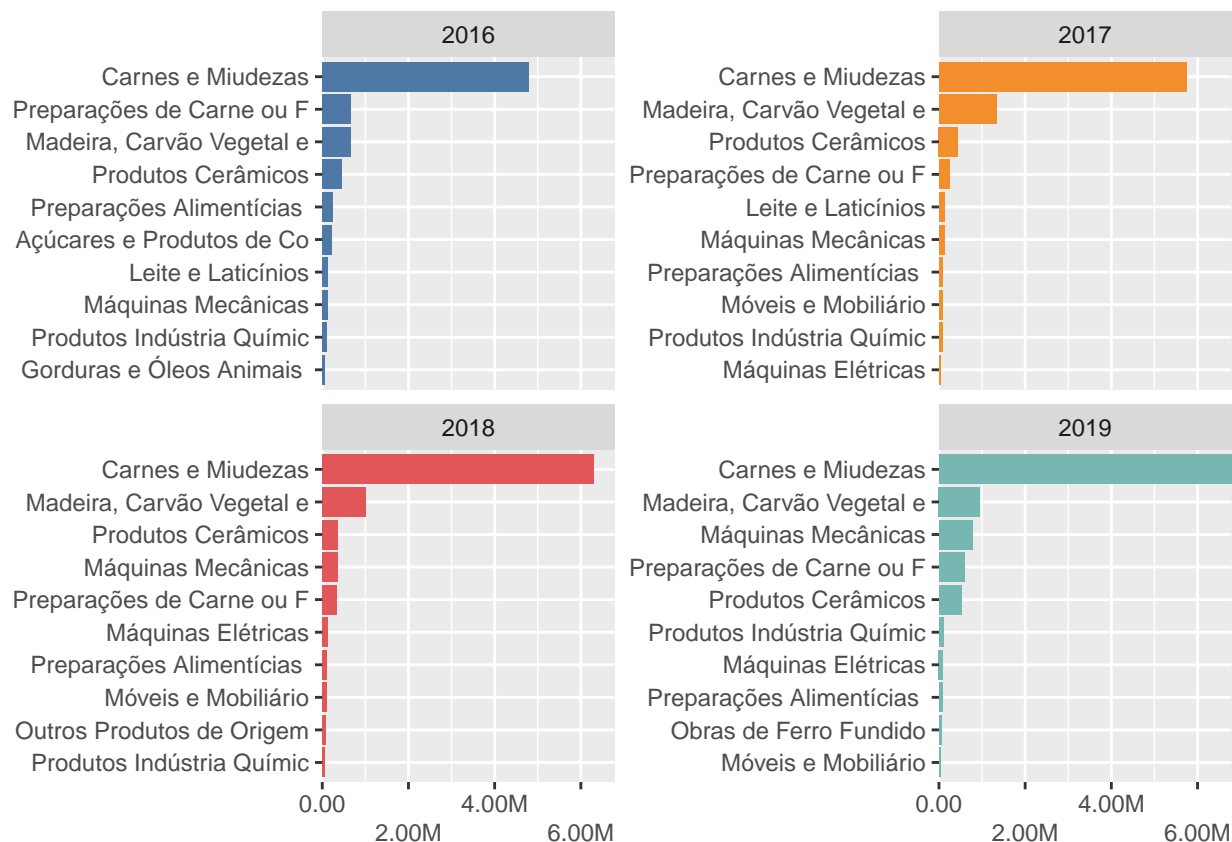 2016
Carnes e Miudezas
Preparações de Carne ou F
Madeira, Carvão Vegetal e
Produtos Cerâmicos
Preparações Alimentícias
Açúcares e Produtos de Co
Leite e Laticínios
Máquinas Mecânicas
Produtos Indústria Químic
Gorduras e Óleos Animais
2017
Carnes e Miudezas
Madeira, Carvão Vegetal e
Produtos Cerâmicos
Preparações de Carne ou F
Leite e Laticínios
Máquinas Mecânicas
Preparações Alimentícias
Móveis e Mobiliário
Produtos Indústria Químic
Máquinas Elétricas
2018
Carnes e Miudezas
Madeira, Carvão Vegetal e
Produtos Cerâmicos
Máquinas Mecânicas
Preparações de Carne ou F
Máquinas Elétricas
Preparações Alimentícias
Móveis e Mobiliário
Outros Produtos de Origem
Produtos Indústria Químic
0.00 4.00M
2.00M 6.00M
2019
Carnes e Miudezas
Madeira, Carvão Vegetal e
Máquinas Mecânicas
Preparações de Carne ou F
Produtos Cerâmicos
Produtos Indústria Químic
Máquinas Elétricas
Preparações Alimentícias
Obras de Ferro Fundido
Móveis e Mobiliário
0.00 4.00M
2.00M 6.00M